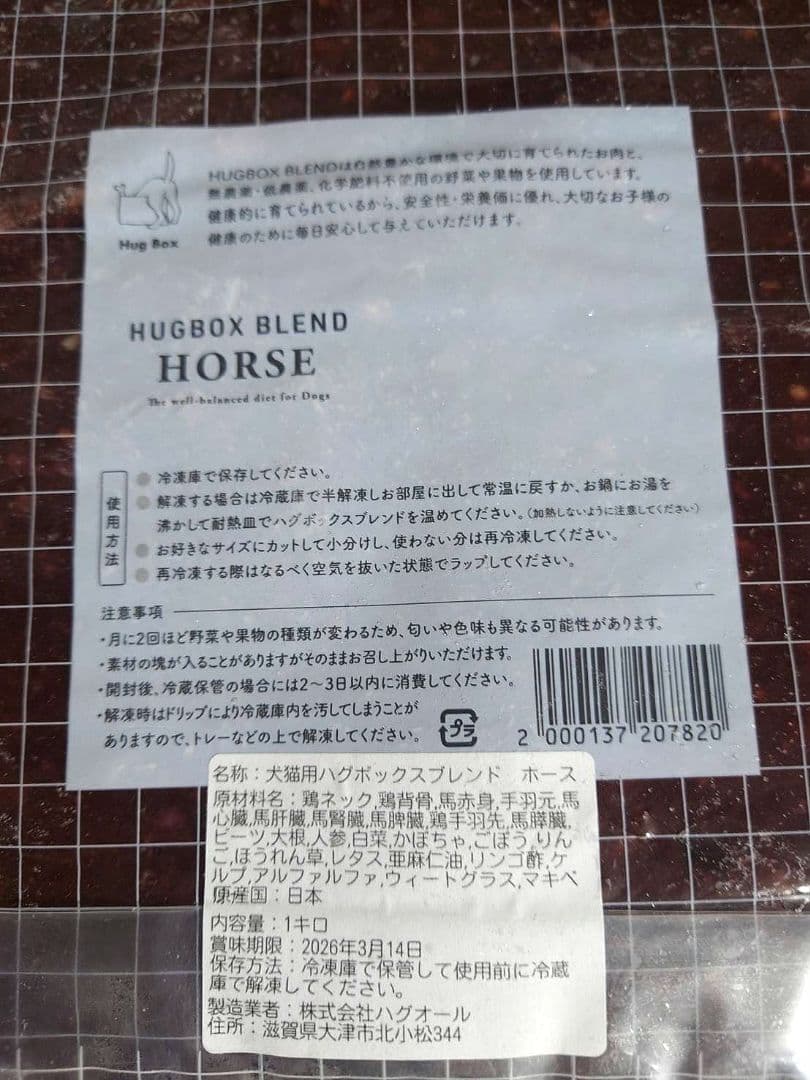 HUGBOX BLENDは自然豊かな環境で大切に育てられたお肉と、
無農薬・低農薬、化学肥料不使用の野菜や果物を使用しています。
健康的に育てられているから、安全性・栄養価に優れ、大切なお子様の
健康のために毎日安心して与えていただけます。
Hug Box
HUGBOX BLEND
HORSE
The well-balanced diet for Dogs
使用方法
冷凍庫で保存してください。
解凍する場合は冷蔵庫で半解凍しお部屋に出して常温に戻すか、お鍋にお湯を
沸かして耐熱皿でハグボックスブレンドを温めてください。（加熱しないように注意してください）
お好きなサイズにカットして小分けし、使わない分は再冷凍してください。
再冷凍する際はなるべく空気を抜いた状態でラップしてください。
注意事項
・月に2回ほど野菜や果物の種類が変わるため、匂いや色味も異なる可能性があります。
・素材の塊が入ることがありますがそのままお召し上がりいただけます。
・開封後、冷蔵保管の場合には2〜3日以内に消費してください。
・解凍時はドリップにより冷蔵庫内を汚してしまうことが
ありますので、トレーなどの上で解凍してください。
プラ
2 000137 207820
名称：犬猫用ハグボックスブレンド ホース
原材料名：鶏ネック,鶏背骨,馬赤身,手羽元,馬
心臓,馬肝臓,馬腎臓,馬脾臓,鶏手羽先,馬膵臓,
ビーツ,大根,人参,白菜,かぼちゃ,ごぼう,りん
ご,ほうれん草,レタス,亜麻仁油,リンゴ酢,ケ
ルプ,アルファルファ,ウィートグラス,マキベ
原産国：日本
内容量：1キロ
賞味期限：2026年3月14日
保存方法：冷凍庫で保管して使用前に冷蔵
庫で解凍してください。
製造業者：株式会社ハグオール
住所：滋賀県大津市北小松344